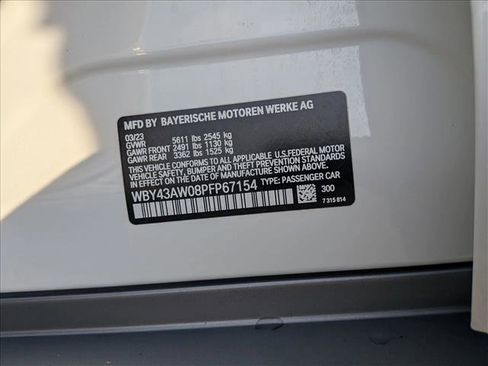 MFD BY BAYERISCHE MOTOREN WERKE AG
03/23
GVWR 5611 lbs 2545 kg
GAWR FRONT 2491 lbs 1130 kg
GAWR REAR 3362 lbs 1525 kg
THIS VEHICLE CONFORMS TO ALL APPLICABLE U.S.FEDERAL MOTOR
VEHICLE SAFETY, BUMPER, AND THEFT PREVENTION STANDARDS
IN EFFECT ON THE DATE OF MANUFACTURE SHOWN ABOVE.
WBY43AW08PFP67154 TYPE: PASSENGER CAR
300
7 315 814